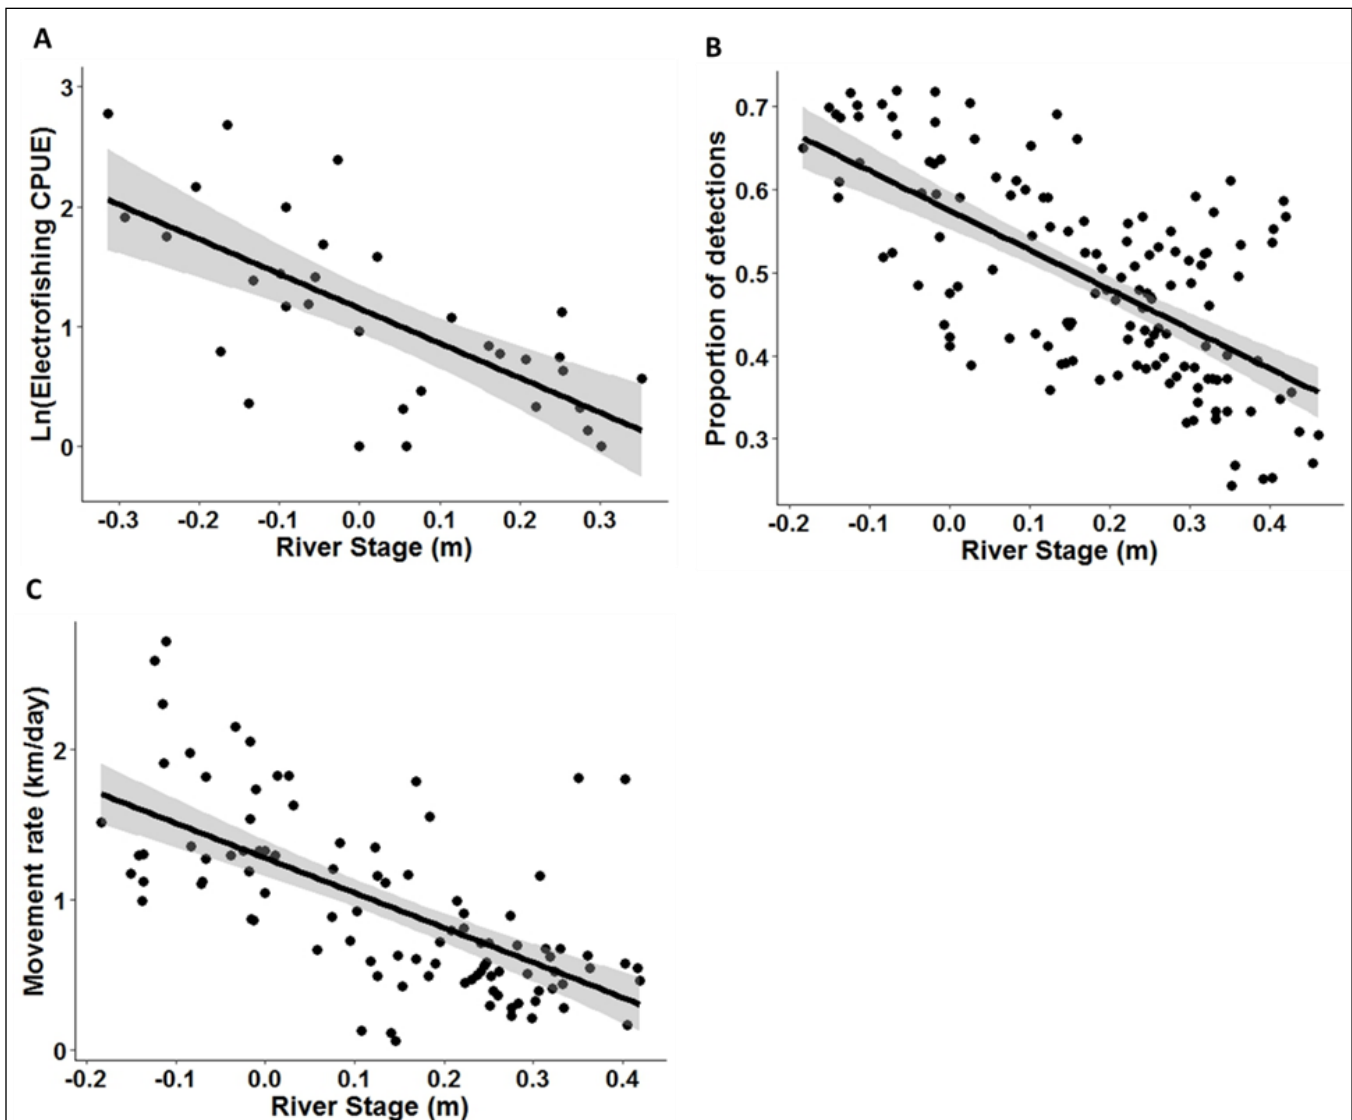 A
Ln(Electrofishing CPUE)
3
2
1
0
-0.3 -0.2 -0.1 0.0 0.1 0.2 0.3
River Stage (m)
B
Proportion of detections
0.7
0.6
0.5
0.4
0.3
-0.2 -0.1 0.0 0.1 0.2 0.3 0.4
River Stage (m)
C
Movement rate (km/day)
2
1
0
-0.2 -0.1 0.0 0.1 0.2 0.3 0.4
River Stage (m)